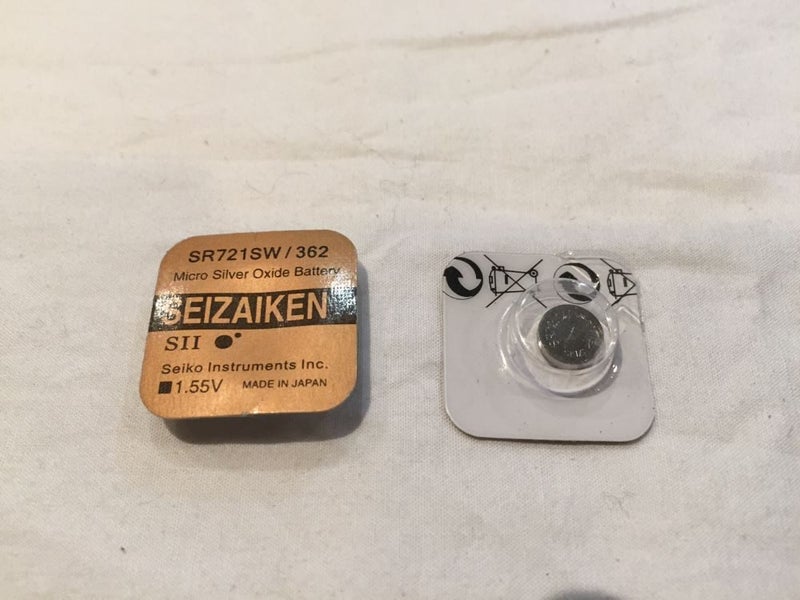 SR721SW / 362
Micro Silver Oxide Battery
SEIZAIKEN
SII
Seiko Instruments Inc.
1.55V MADE IN JAPAN